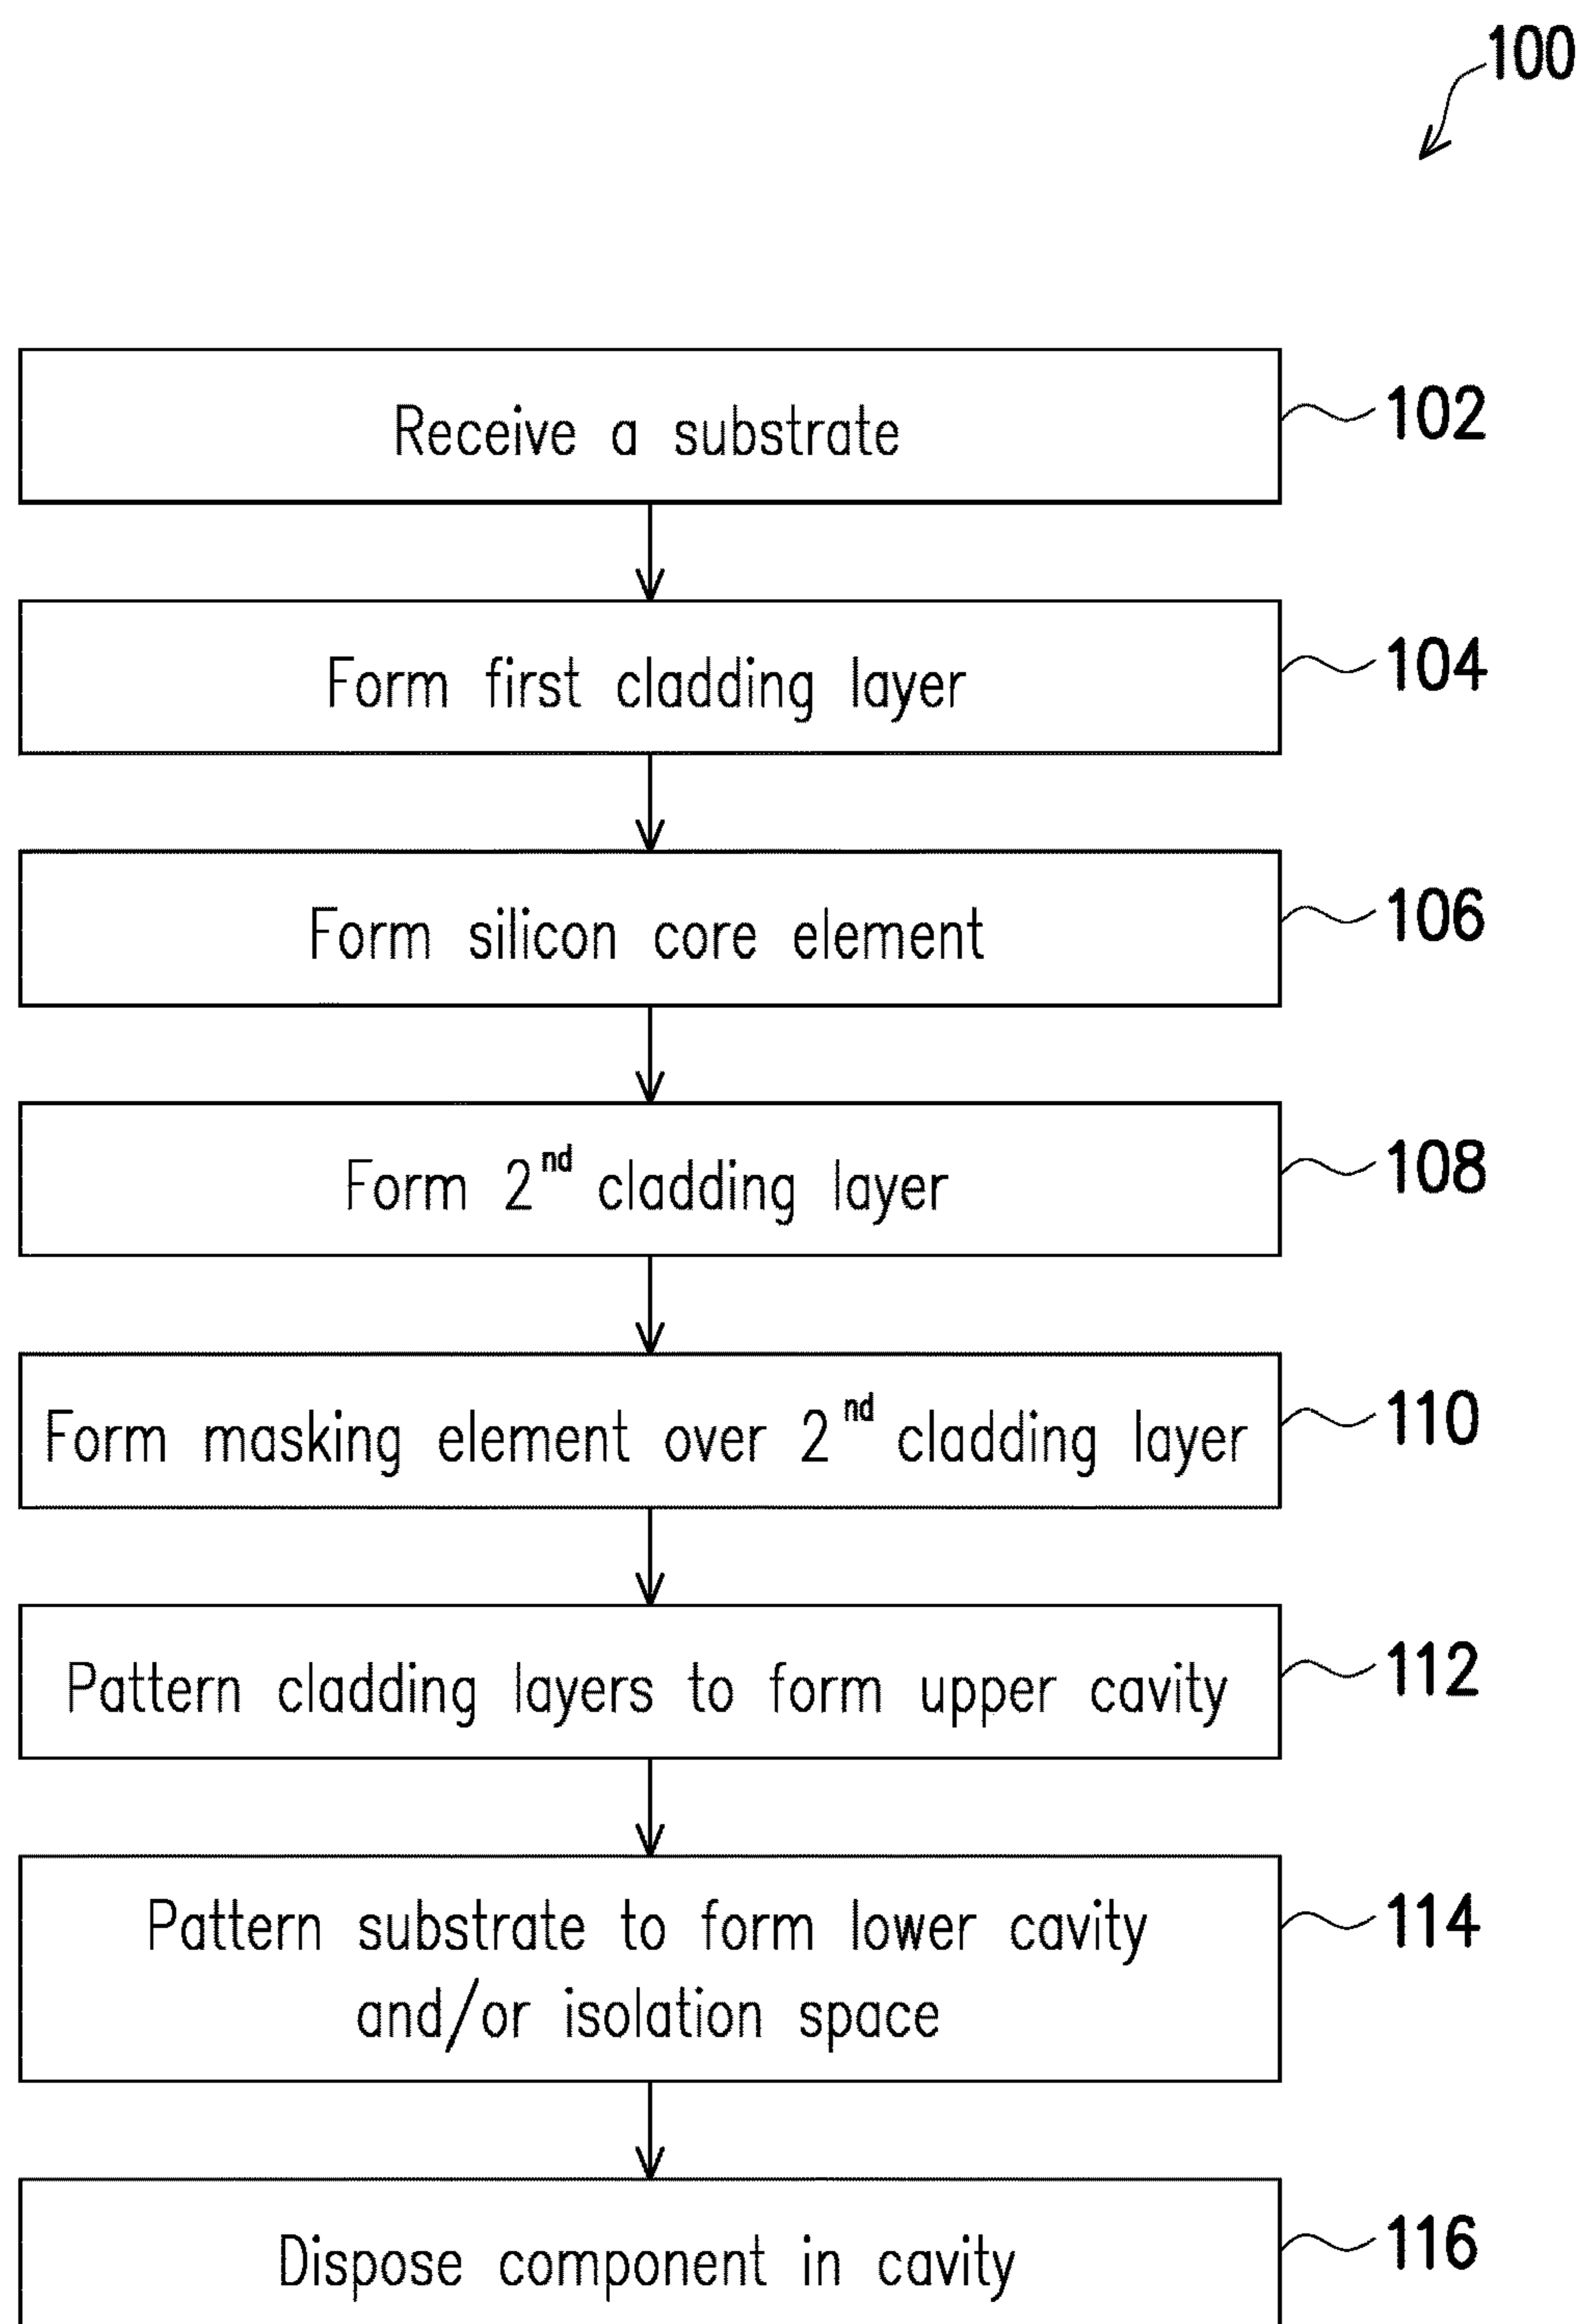 100
Receive a substrate
102
Form first cladding layer
104
Form silicon core element
106
Form 2nd cladding layer
108
Form masking element over 2nd cladding layer
110
Pattern cladding layers to form upper cavity
112
Pattern substrate to form lower cavity
and/or isolation space
114
Dispose component in cavity
116